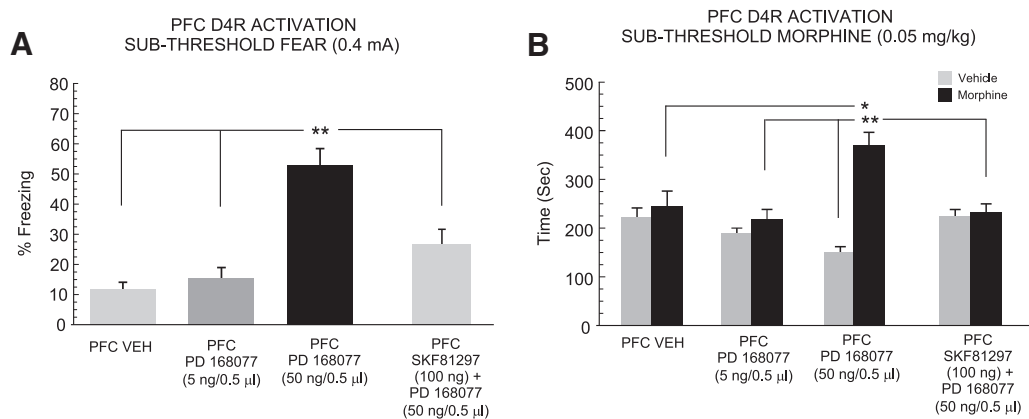 A
PFC D4R ACTIVATION
SUB-THRESHOLD FEAR (0.4 mA)
% Freezing
80
70
60
50
40
30
20
10
0
**
PFC VEH
PFC
PD 168077
(5 ng/0.5 µl)
PFC
PD 168077
(50 ng/0.5 µl)
PFC
SKF81297
(100 ng) +
PD 168077
(50 ng/0.5 µl)
B
PFC D4R ACTIVATION
SUB-THRESHOLD MORPHINE (0.05 mg/kg)
Time (Sec)
500
400
300
200
100
0
Vehicle
Morphine
*
**
PFC VEH
PFC
PD 168077
(5 ng/0.5 µl)
PFC
PD 168077
(50 ng/0.5 µl)
PFC
SKF81297
(100 ng) +
PD 168077
(50 ng/0.5 µl)